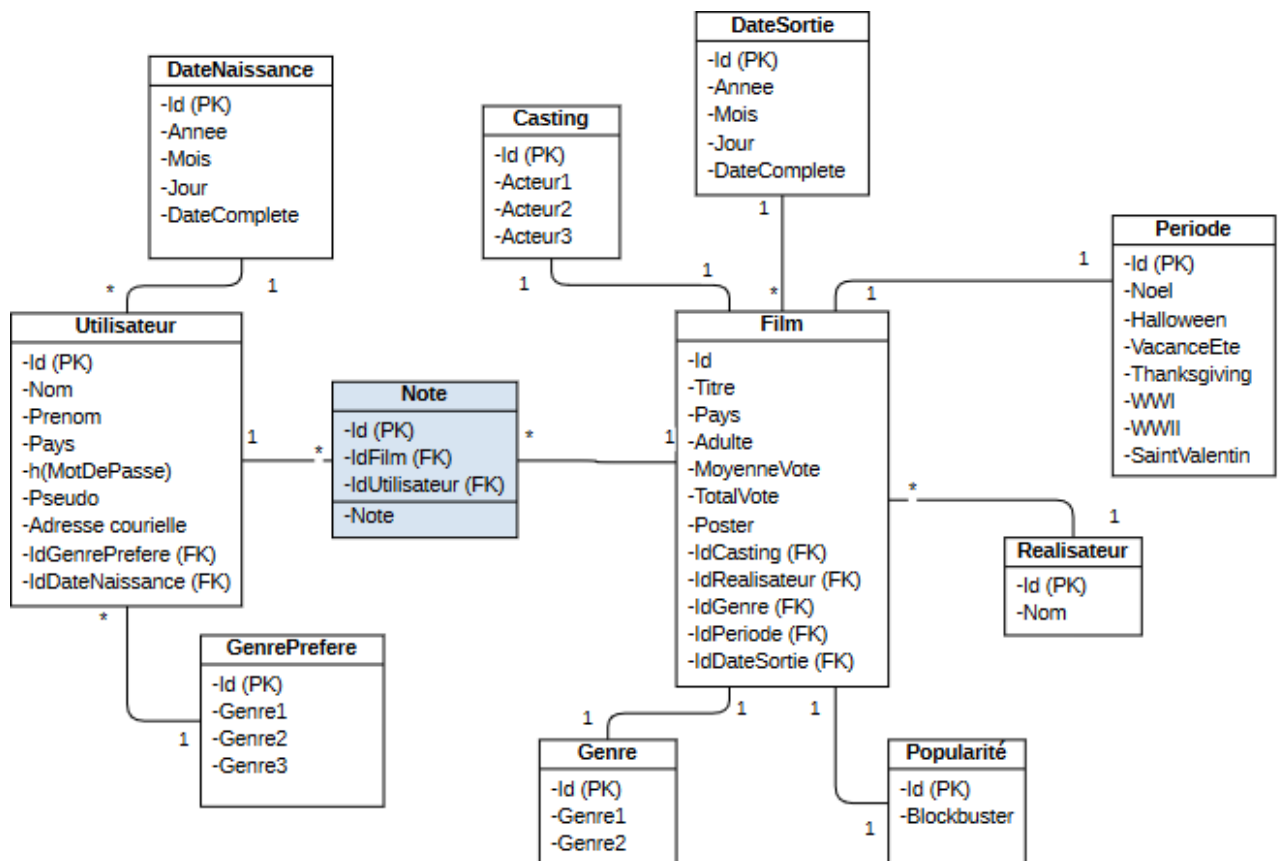 DateSortie
-Id (PK)
-Annee
-Mois
-Jour
-DateComplete
1
*
DateNaissance
-Id (PK)
-Annee
-Mois
-Jour
-DateComplete
*
1
Casting
-Id (PK)
-Acteur1
-Acteur2
-Acteur3
1
1
Periode
-Id (PK)
-Noel
-Halloween
-VacanceEte
-Thanksgiving
-WWI
-WWII
-SaintValentin
1
1
Utilisateur
-Id (PK)
-Nom
-Prenom
-Pays
-h(MotDePasse)
-Pseudo
-Adresse courielle
-IdGenrePrefere (FK)
-IdDateNaissance (FK)
1
*
Note
-Id (PK)
-IdFilm (FK)
-IdUtilisateur (FK)
-Note
*
1
Film
-Id
-Titre
-Pays
-Adulte
-MoyenneVote
-TotalVote
-Poster
-IdCasting (FK)
-IdRealisateur (FK)
-IdGenre (FK)
-IdPeriode (FK)
-IdDateSortie (FK)
*
1
Realisateur
-Id (PK)
-Nom
*
1
GenrePrefere
-Id (PK)
-Genre1
-Genre2
-Genre3
1
1
Genre
-Id (PK)
-Genre1
-Genre2
1
1
Popularité
-Id (PK)
-Blockbuster